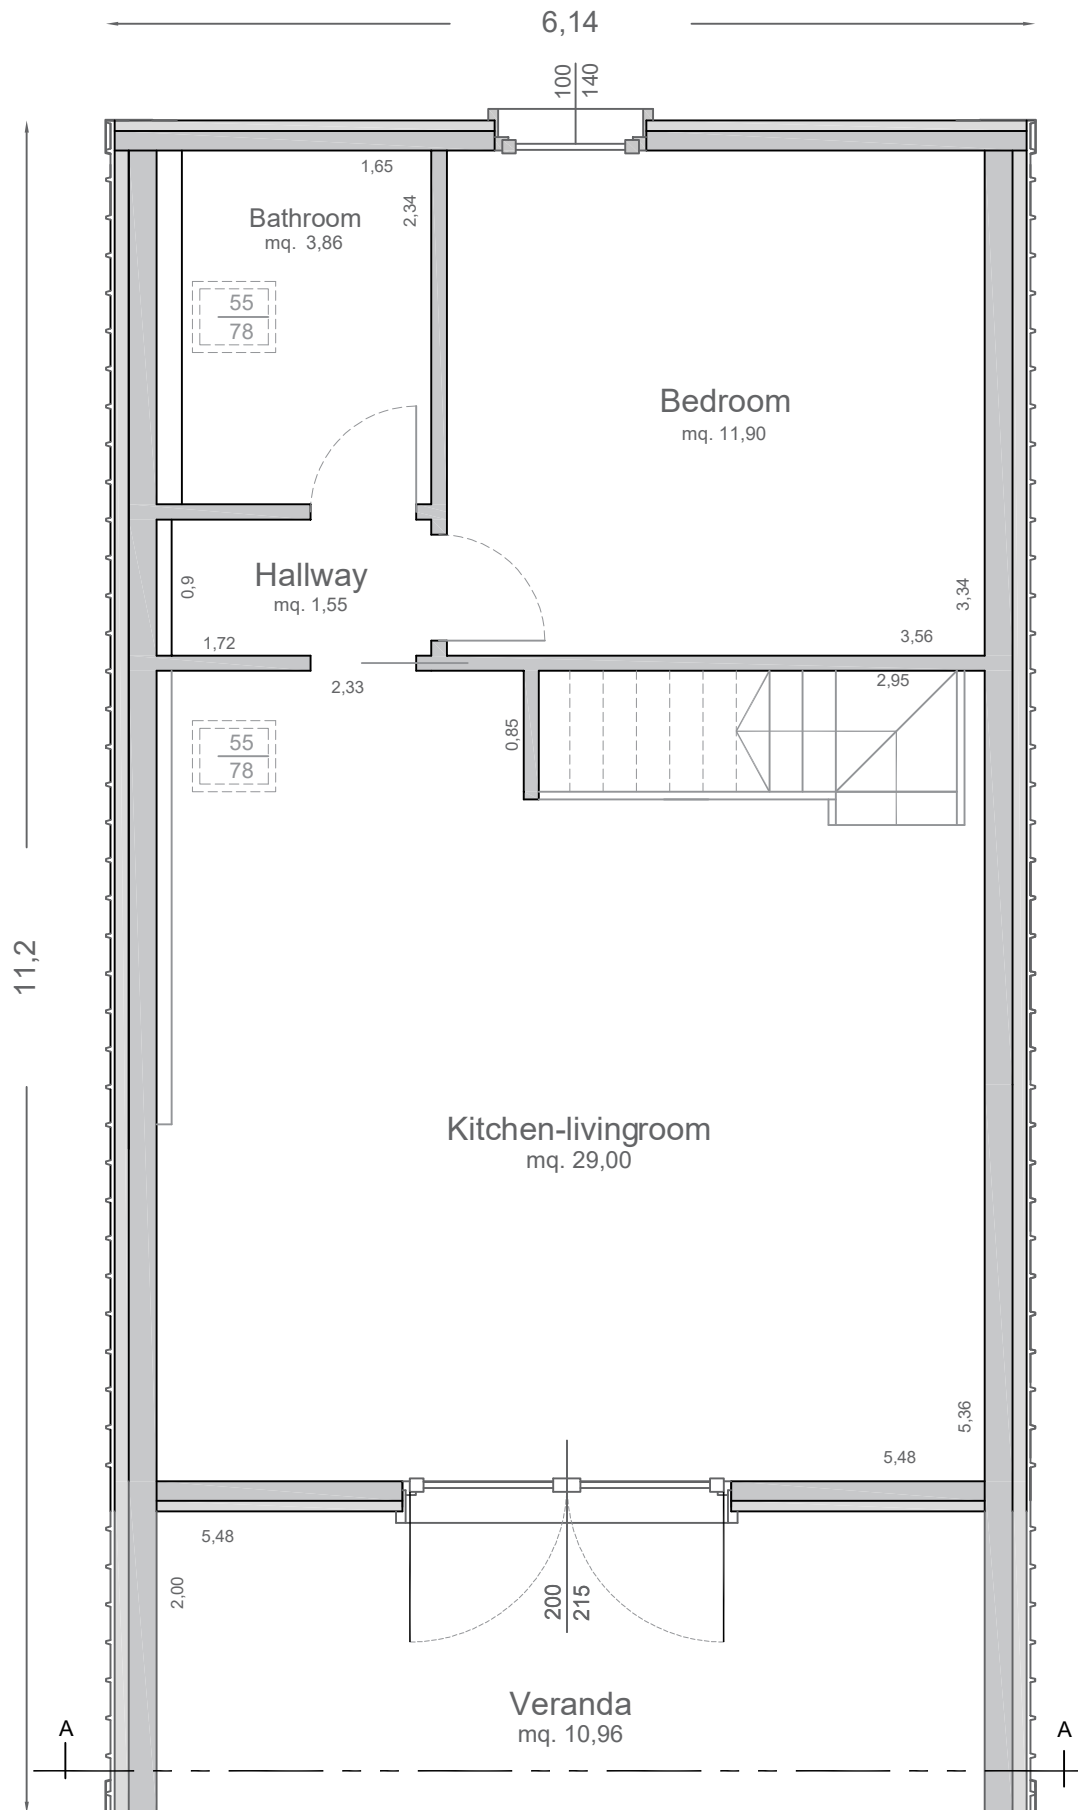 6,14
100
140
1,65
2,34
Bathroom
mq. 3,86
55
78
Bedroom
mq. 11,90
Hallway
mq. 1,55
0,9
1,72
3,34
3,56
2,33
2,95
0,85
55
78
11,2
Kitchen-livingroom
mq. 29,00
5,36
5,48
5,48
2,00
200
215
Veranda
mq. 10,96
A
A